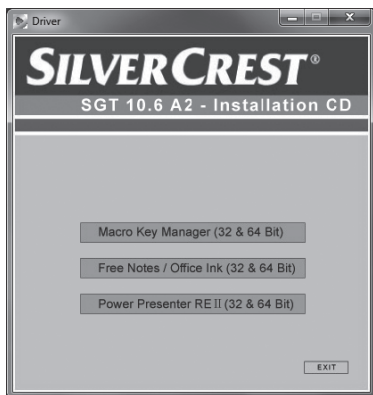 Driver
SILVERCREST®
SGT 10.6 A2 - Installation CD
Macro Key Manager (32 & 64 Bit)
Free Notes / Office Ink (32 & 64 Bit)
Power Presenter RE II (32 & 64 Bit)
EXIT